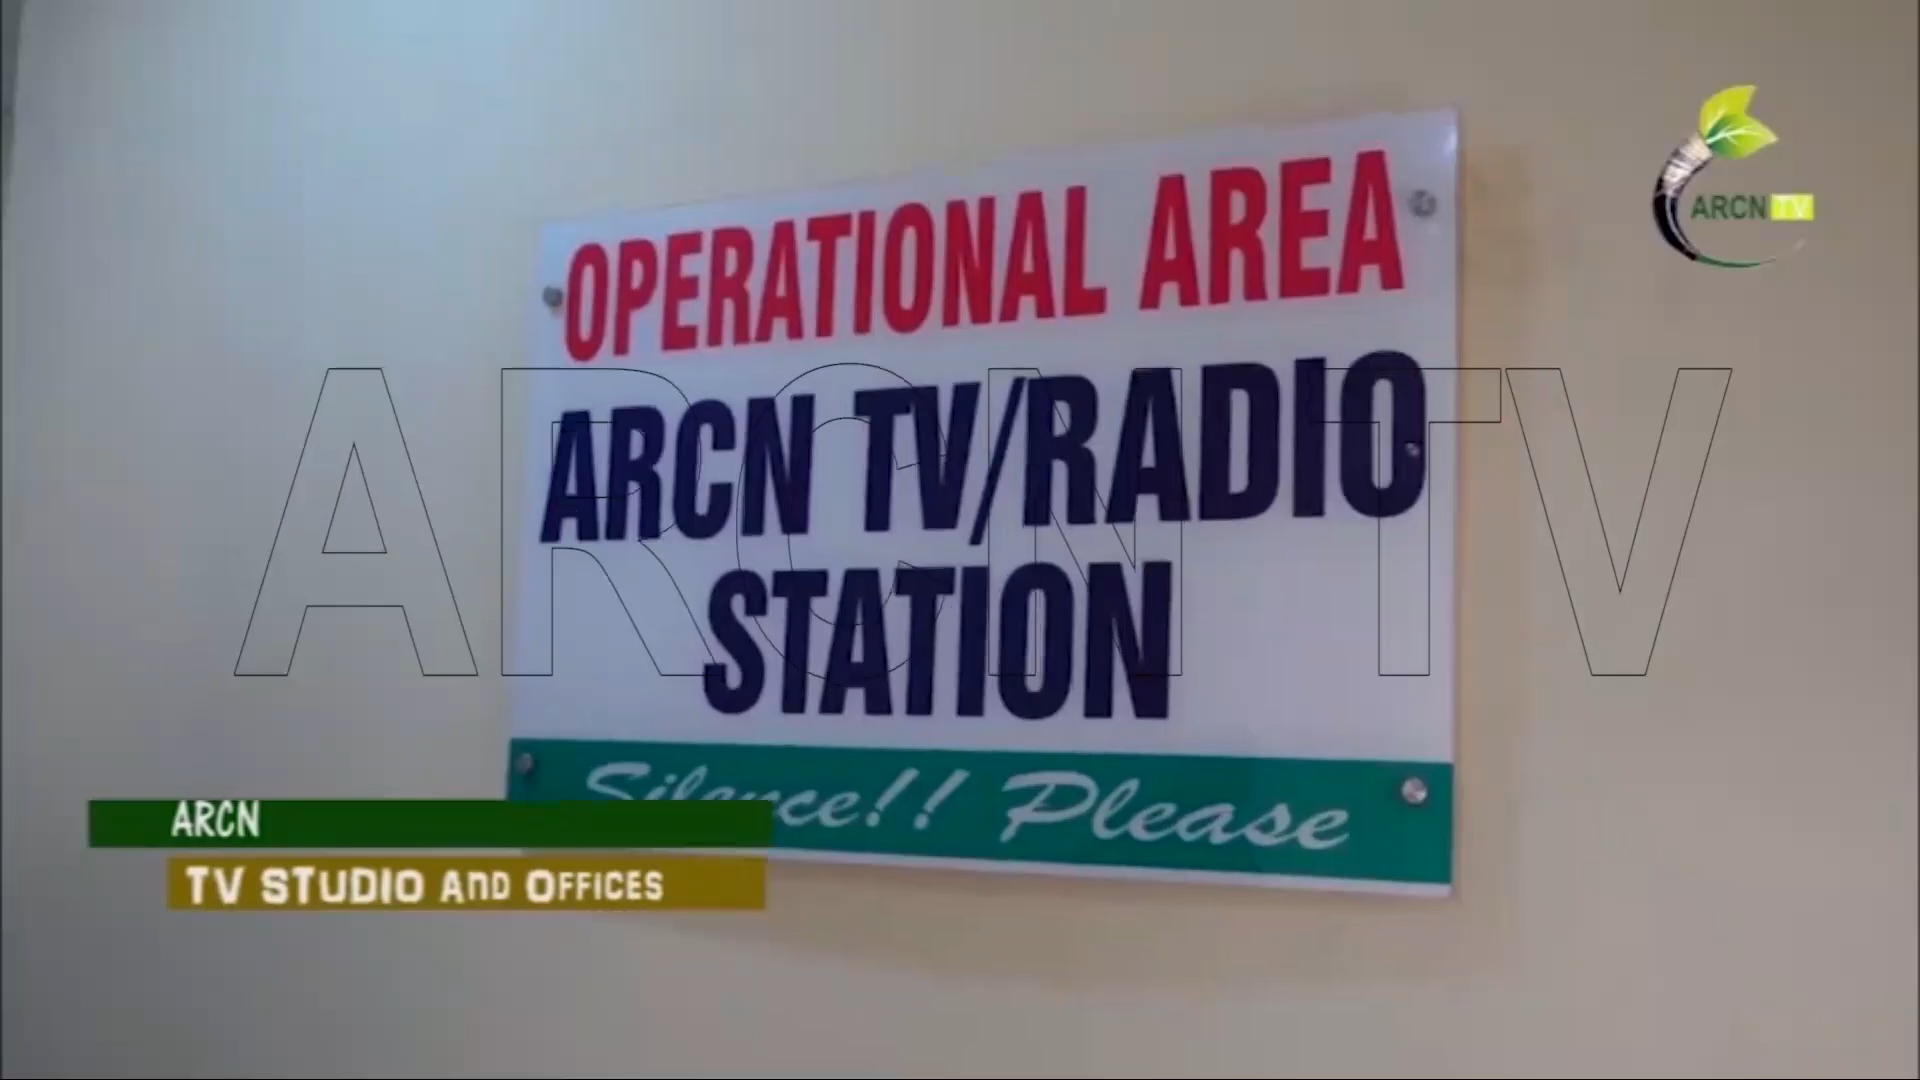 OPERATIONAL AREA
ARCN TV/RADIO
STATION
Silence!! Please
ARCN TV
ARCN TV
ARCN
TV STUDIO AND OFFICES